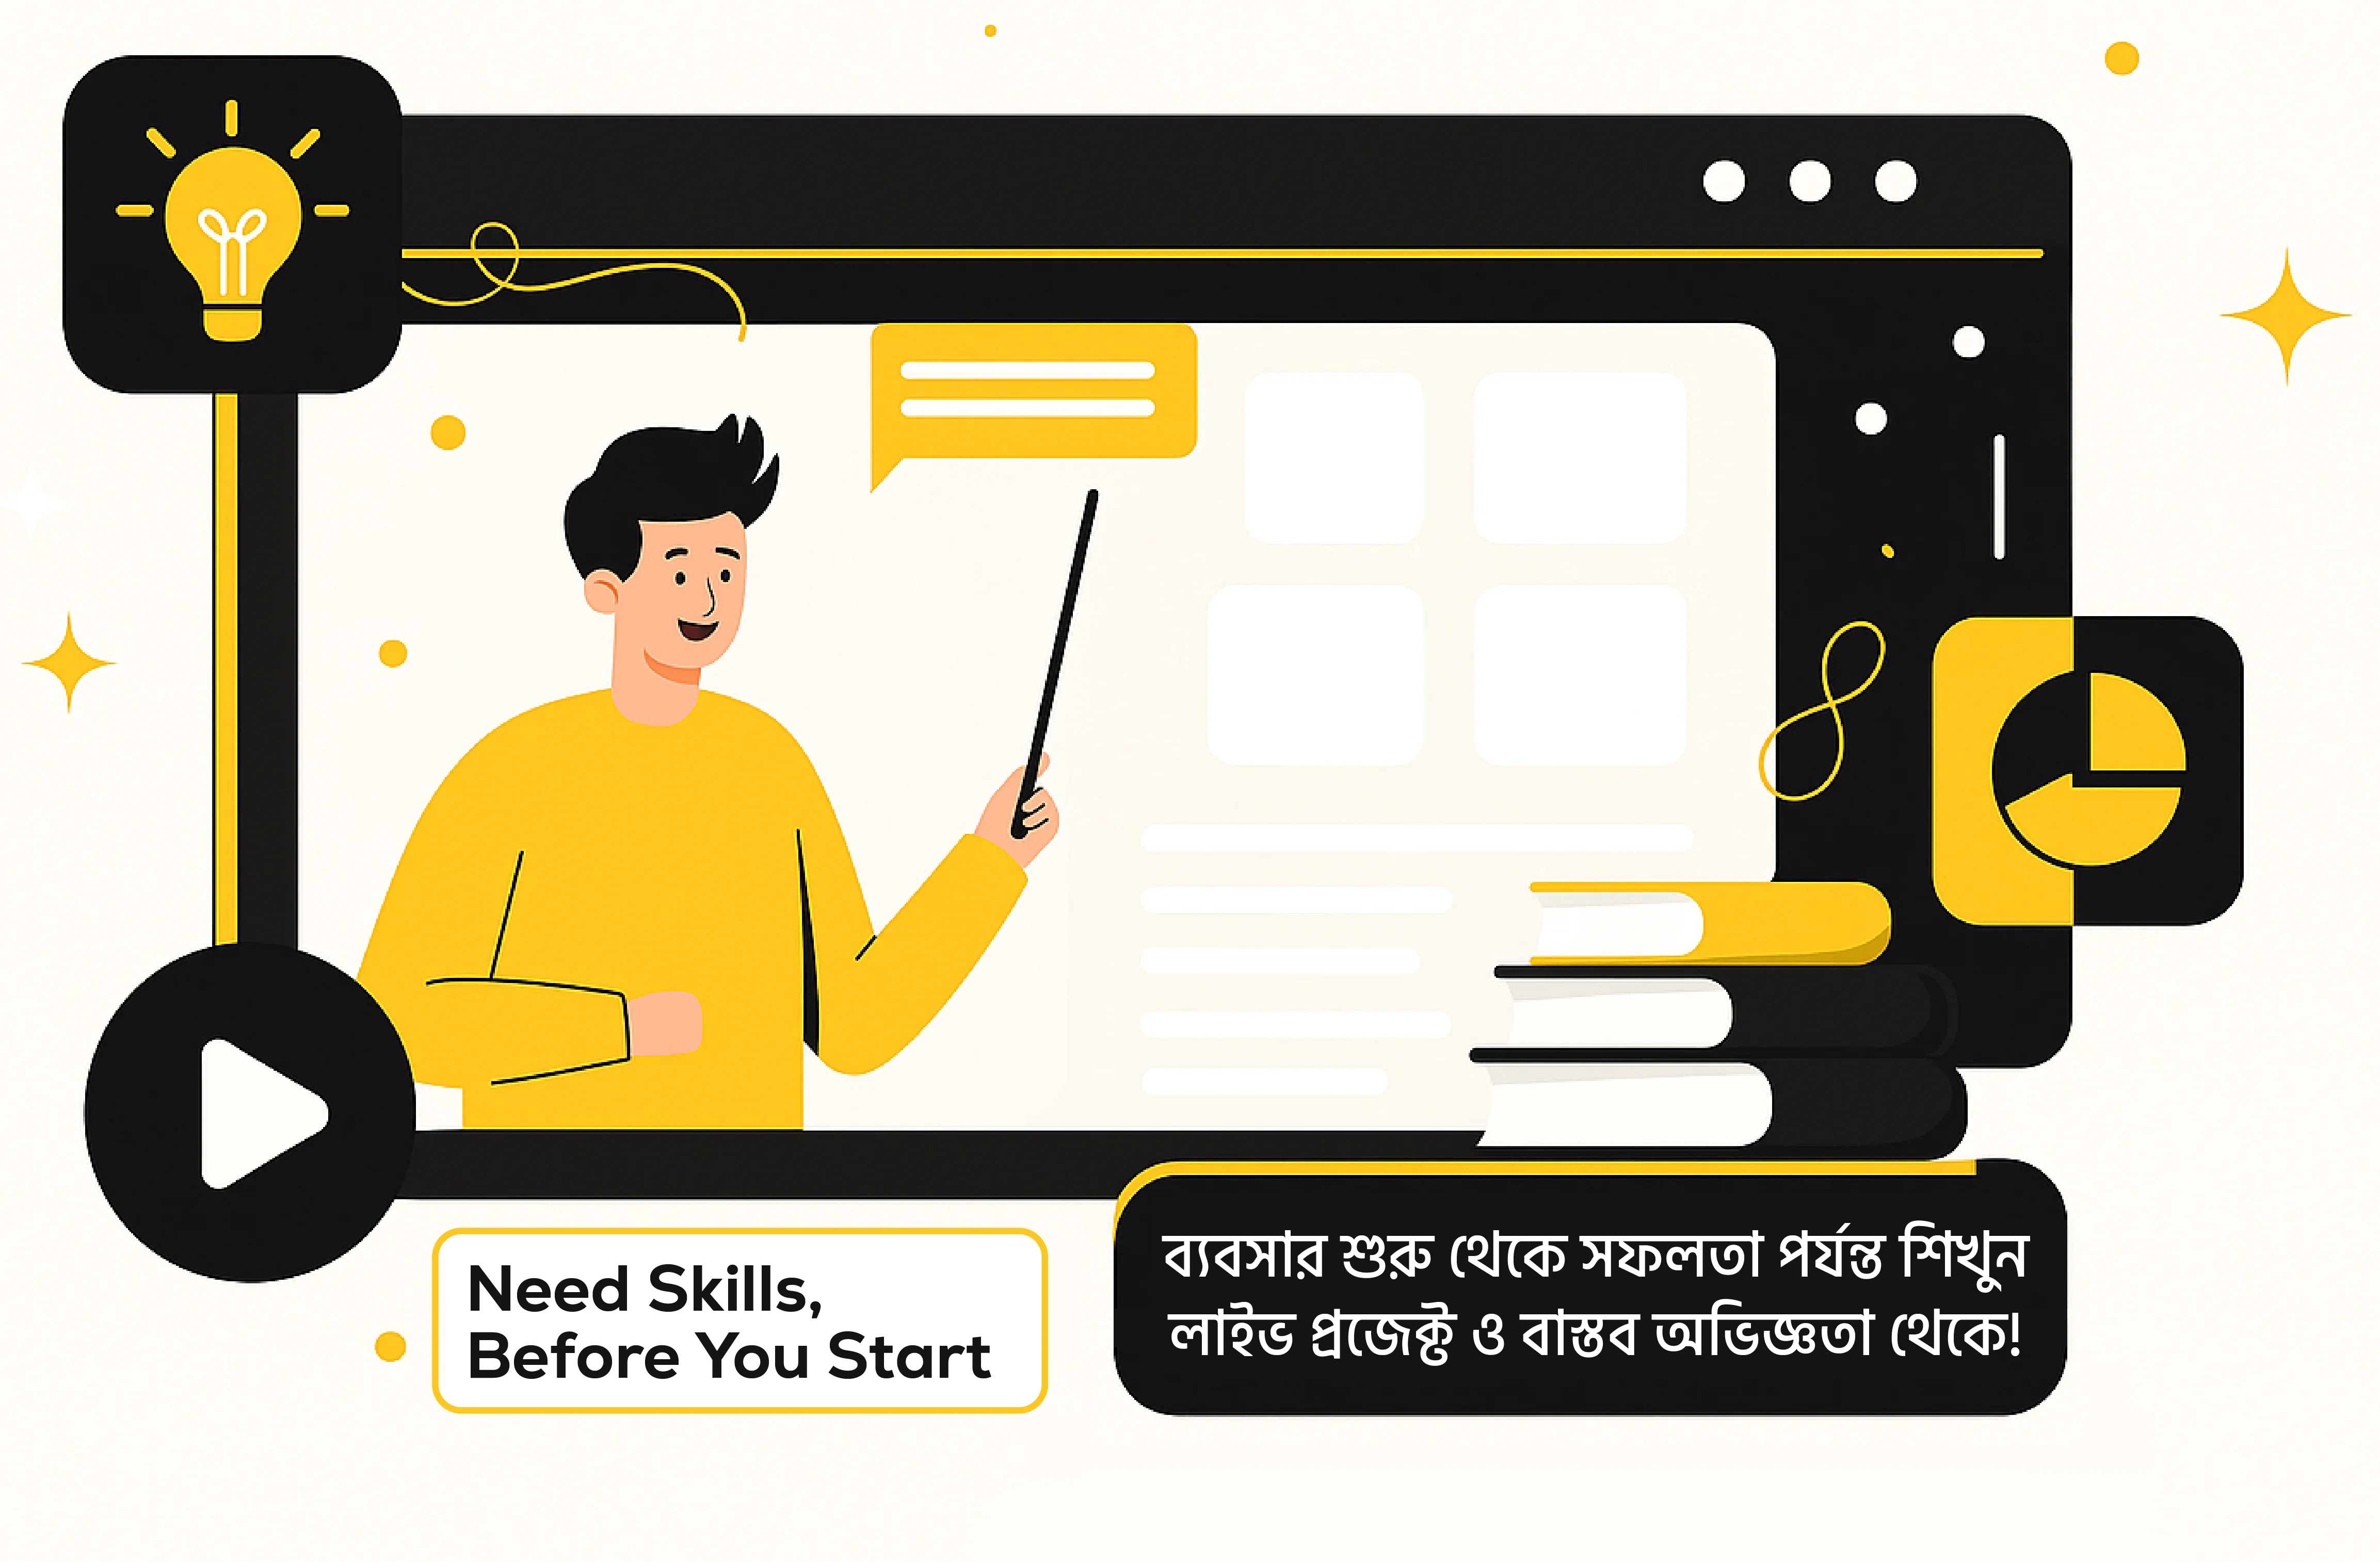 Need Skills,
Before You Start
ব্যবসার শুরু থেকে সফলতা পর্যন্ত শিখুন
লাইভ প্রজেক্ট ও বাস্তব অভিজ্ঞতা থেকে!